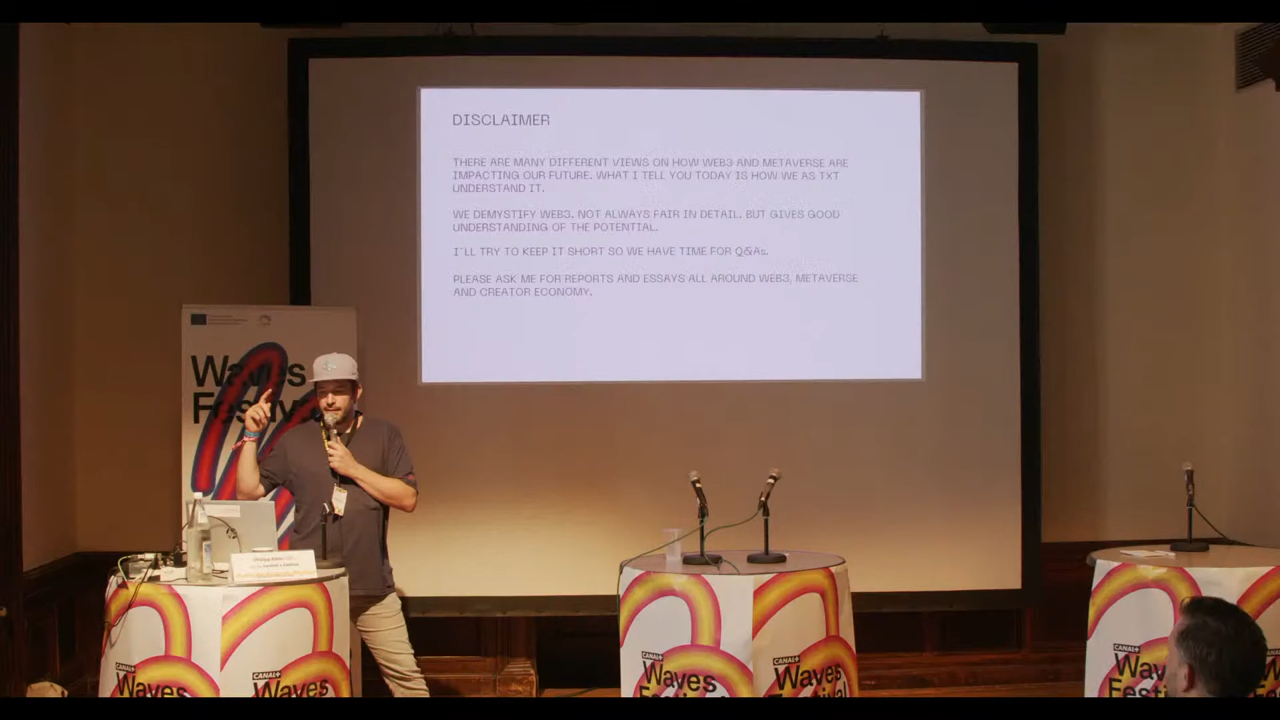 DISCLAIMER
THERE ARE MANY DIFFERENT VIEWS ON HOW WEB3 AND METAVERSE ARE
IMPACTING OUR FUTURE. WHAT I TELL YOU TODAY IS HOW WE AS TXT
UNDERSTAND IT.
WE DEMYSTIFY WEB3. NOT ALWAYS FAIR IN DETAIL. BUT GIVES GOOD
UNDERSTANDING OF THE POTENTIAL.
I´LL TRY TO KEEP IT SHORT SO WE HAVE TIME FOR Q&As.
PLEASE ASK ME FOR REPORTS AND ESSAYS ALL AROUND WEB3, METAVERSE
AND CREATOR ECONOMY.
Waves
Festival
CANAL+
Waves
CANAL+
Waves
CANAL+
Waves
Festival
CANAL+
Waves
Festival
CANAL+
Waves
Festi